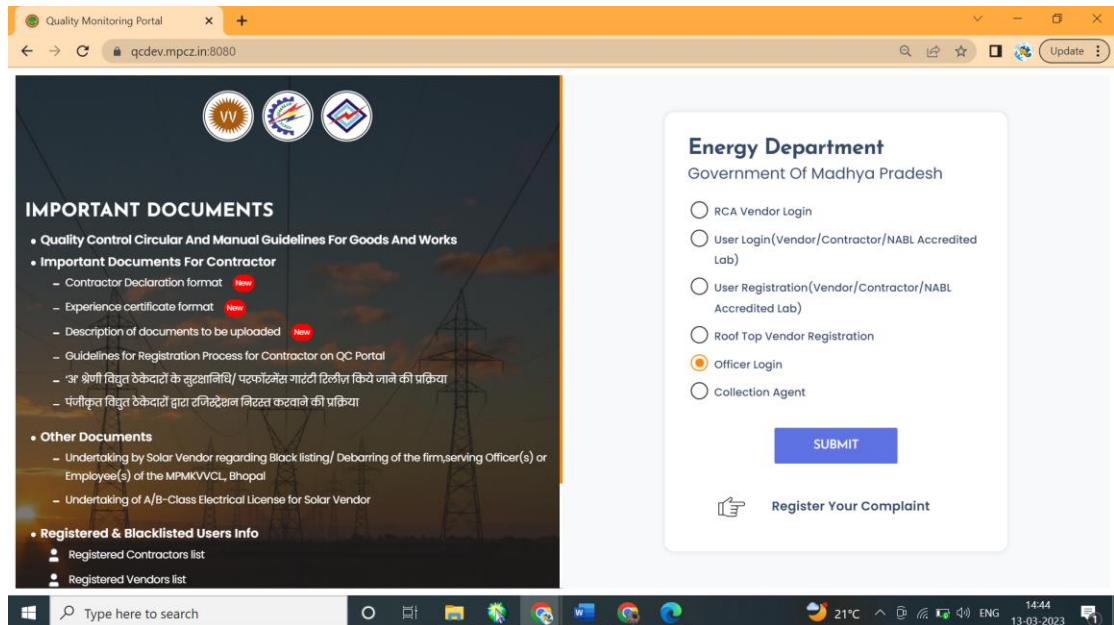 Quality Monitoring Portal
qcdev.mpcz.in:8080
Update
VV
IMPORTANT DOCUMENTS
Quality Control Circular And Manual Guidelines For Goods And Works
Important Documents For Contractor
Contractor Declaration format New
Experience certificate format New
Description of documents to be uploaded New
Guidelines for Registration Process for Contractor on QC Portal
'अ' श्रेणी विद्युत ठेकेदारों के सुरक्षानिधि/ परफॉरमेंस गारंटी रिलीज़ किये जाने की प्रक्रिया
पंजीकृत विद्युत ठेकेदारों द्वारा रजिस्ट्रेशन निरस्त करवाने की प्रक्रिया
Other Documents
Undertaking by Solar Vendor regarding Black listing/ Debarring of the firm,serving Officer(s) or
Employee(s) of the MPMKVVCL, Bhopal
Undertaking of A/B-Class Electrical License for Solar Vendor
Registered & Blacklisted Users Info
Registered Contractors list
Registered Vendors list
Energy Department
Government Of Madhya Pradesh
RCA Vendor Login
User Login(Vendor/Contractor/NABL Accredited
Lab)
User Registration(Vendor/Contractor/NABL
Accredited Lab)
Roof Top Vendor Registration
Officer Login
Collection Agent
SUBMIT
Register Your Complaint
Type here to search
21°C
ENG
14:44
13-03-2023